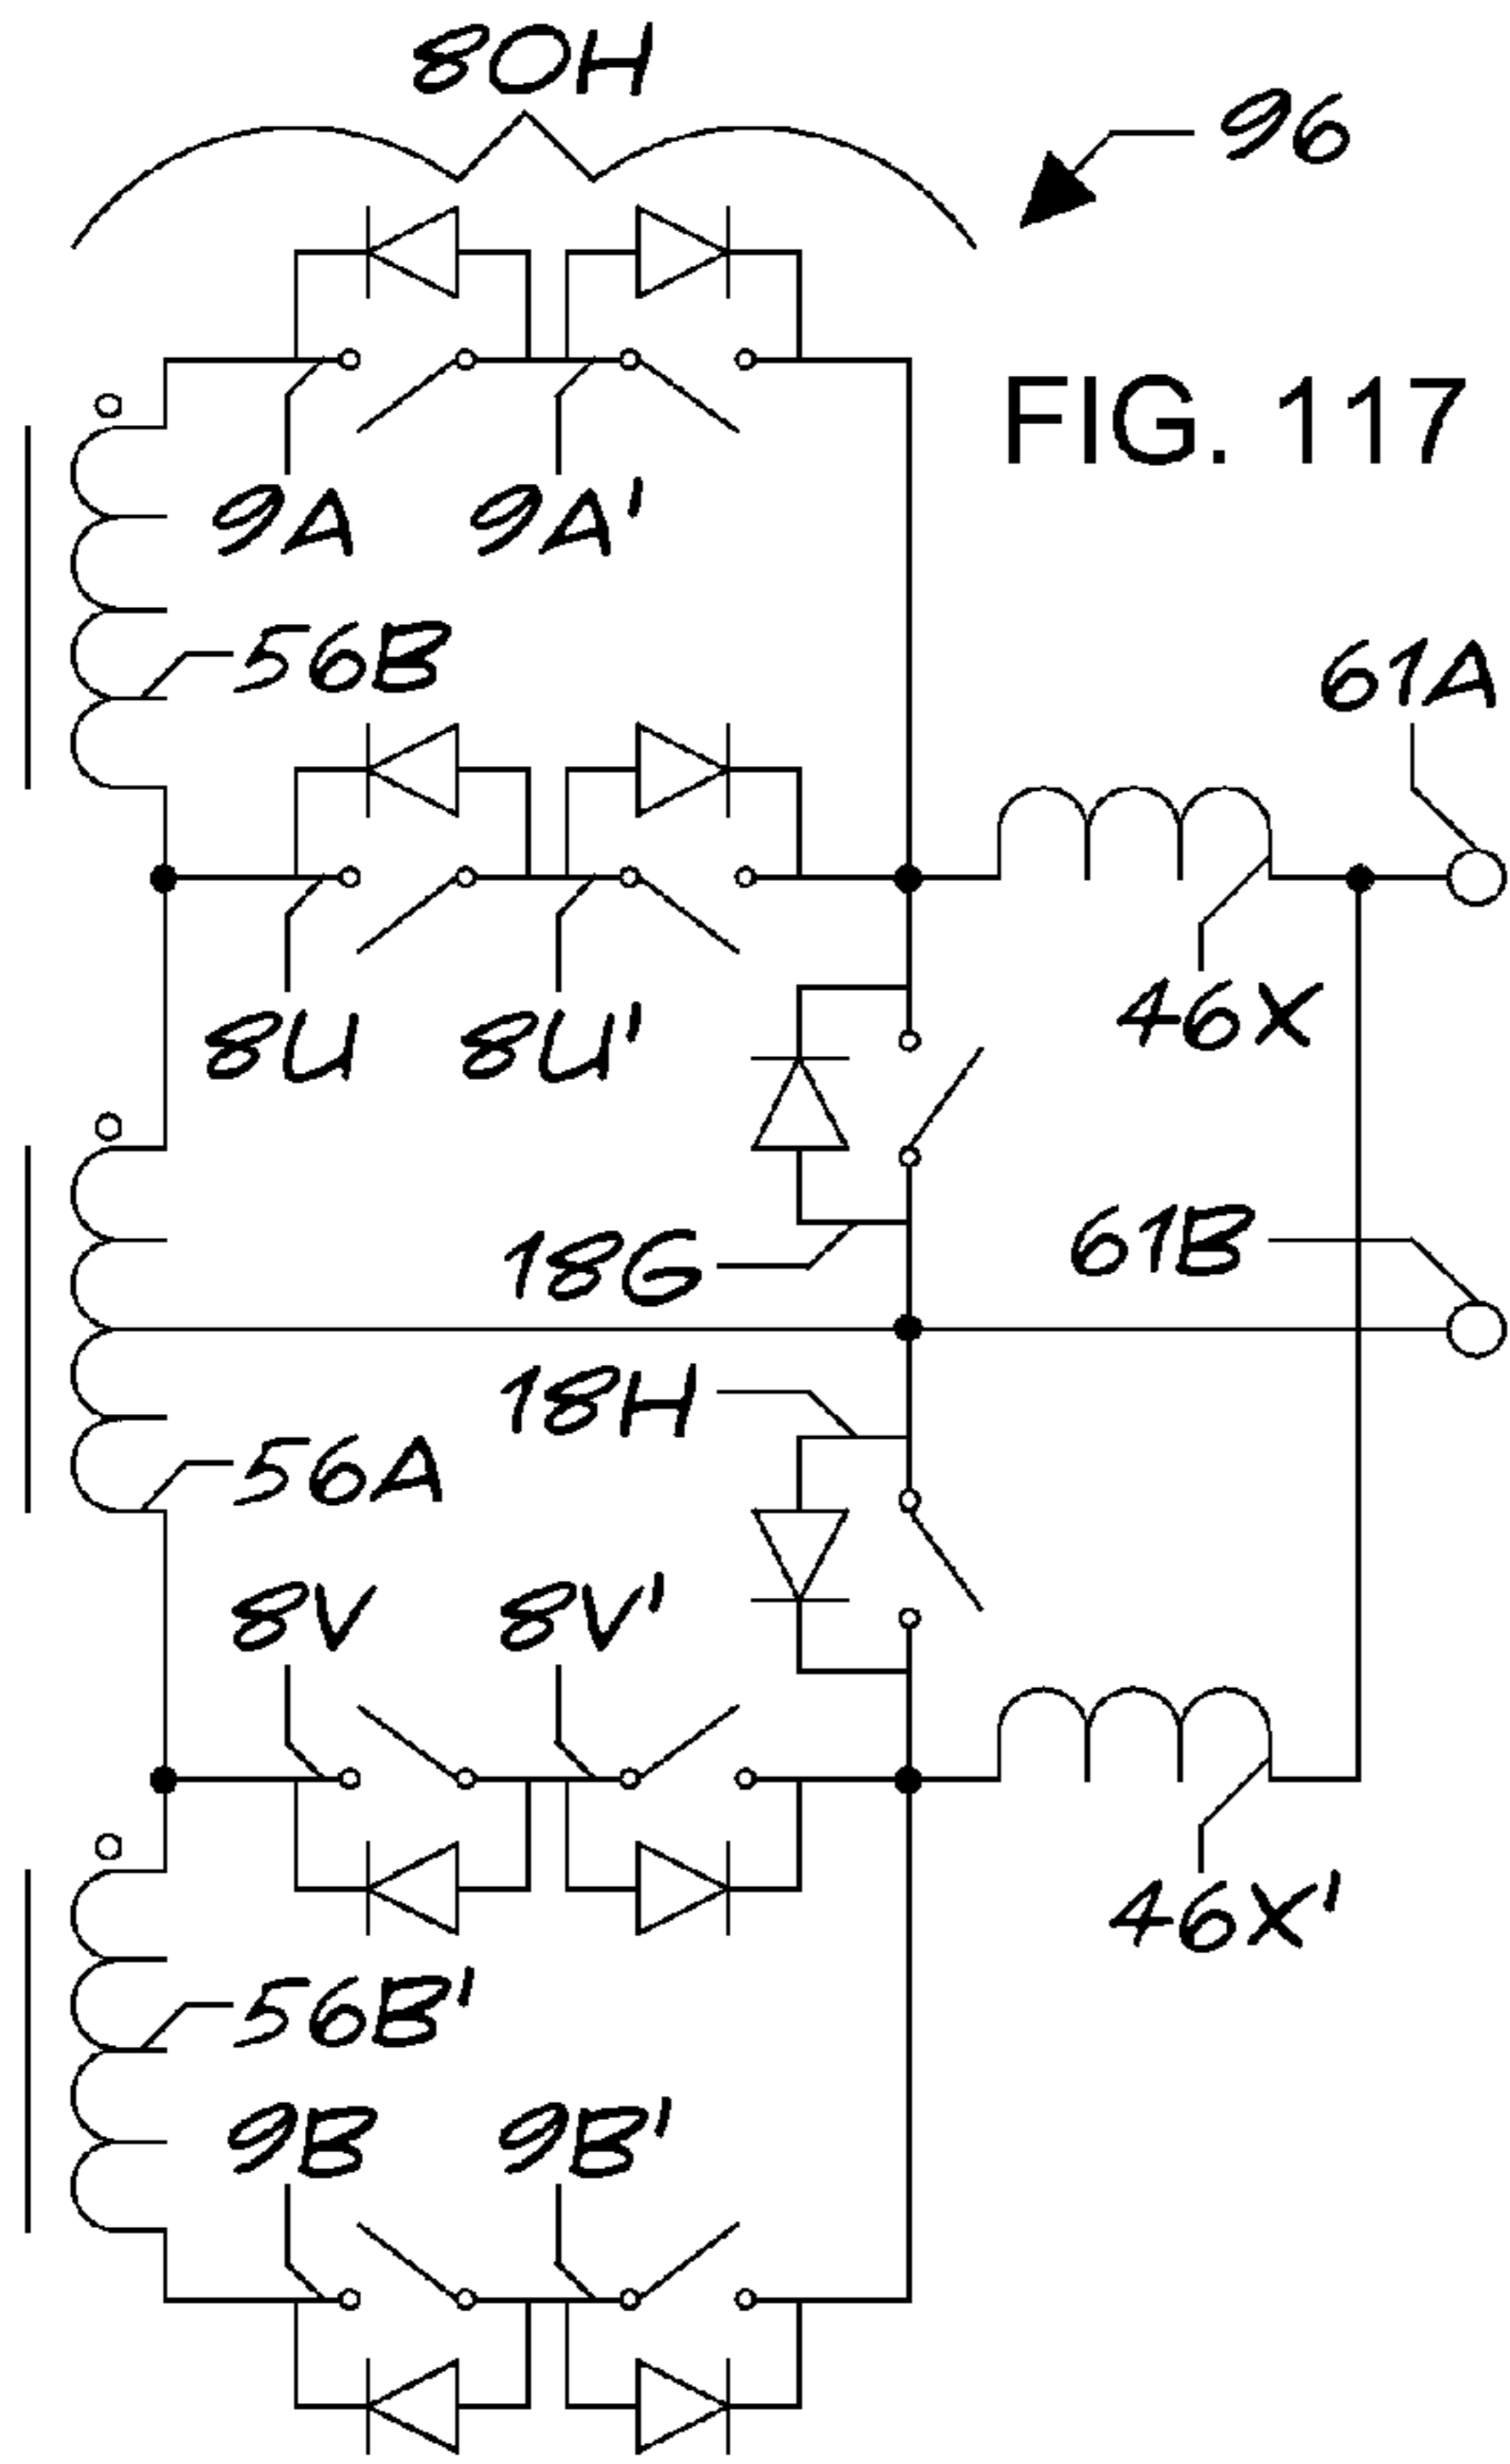 80H
96
FIG. 117
9A 9A'
56B
61A
8U 8U'
46X
18G
61B
18H
56A
8V 8V'
46X'
56B'
9B 9B'